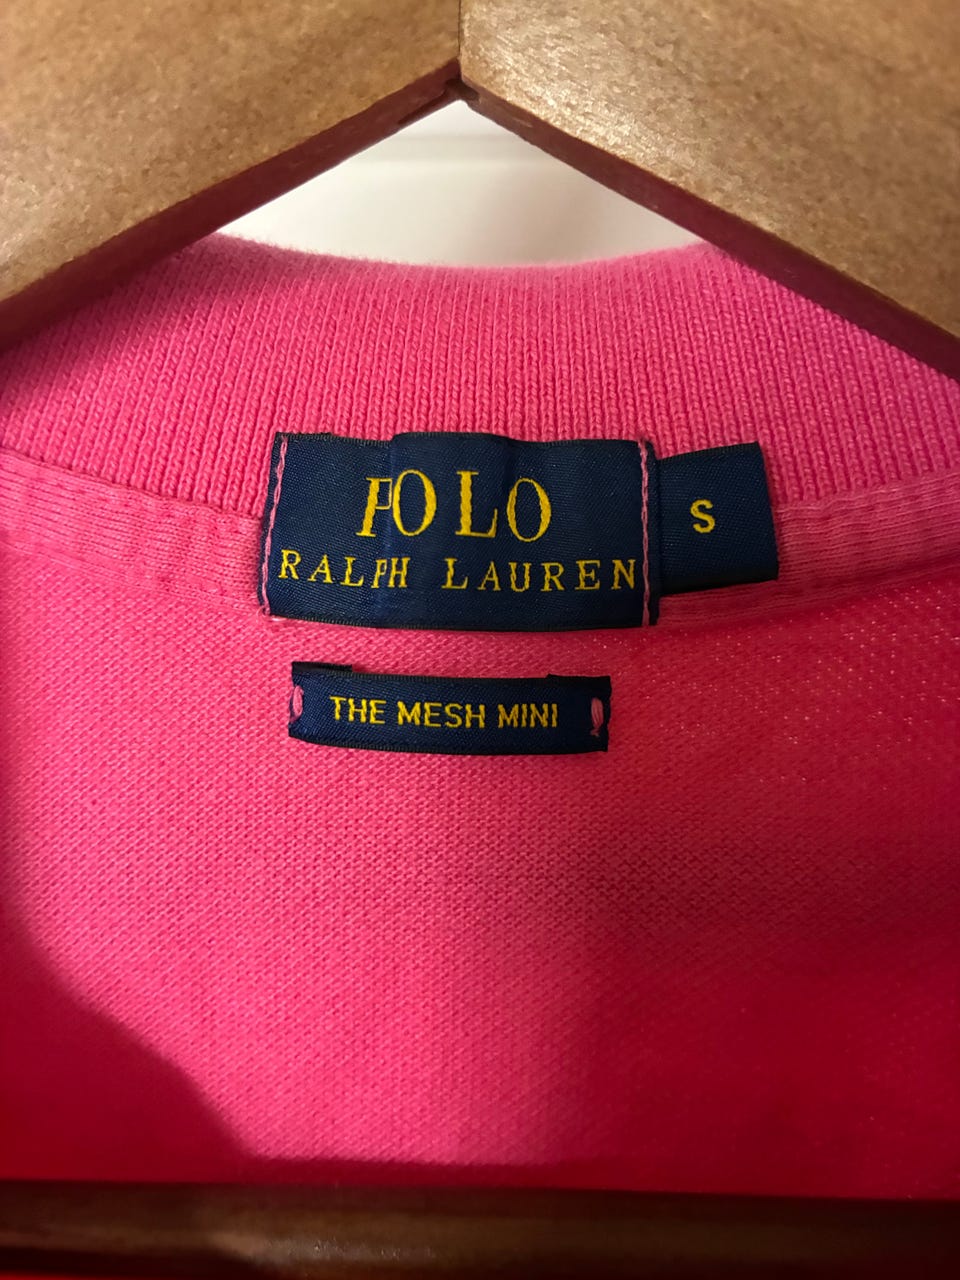 POLO
RALPH LAUREN
S
THE MESH MINI